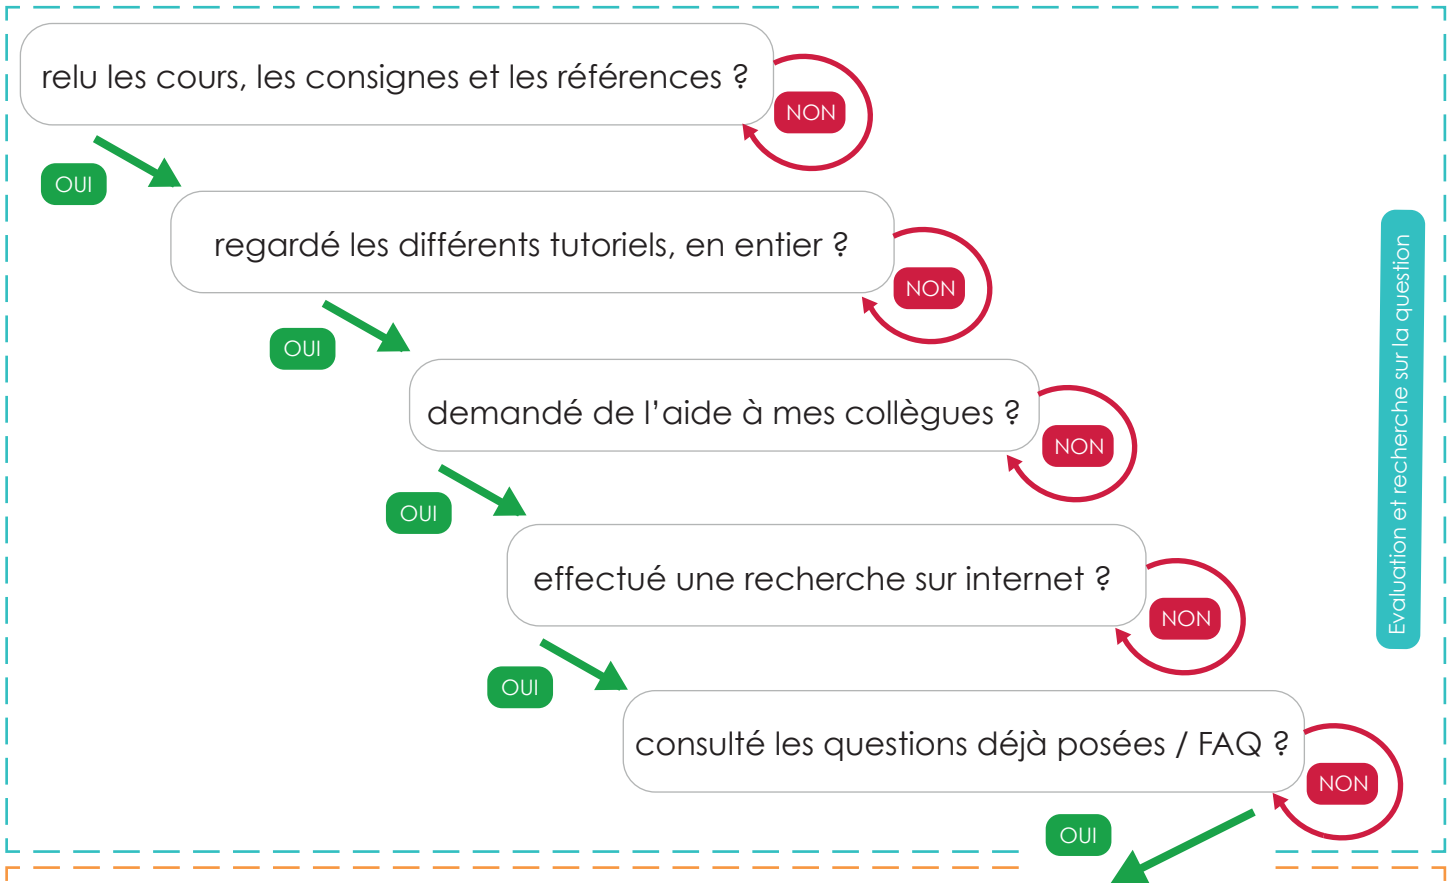 relu les cours, les consignes et les références ?
NON
OUI
regardé les différents tutoriels, en entier ?
NON
OUI
demandé de l’aide à mes collègues ?
NON
OUI
effectué une recherche sur internet ?
NON
OUI
consulté les questions déjà posées / FAQ ?
NON
OUI
Evaluation et recherche sur la question